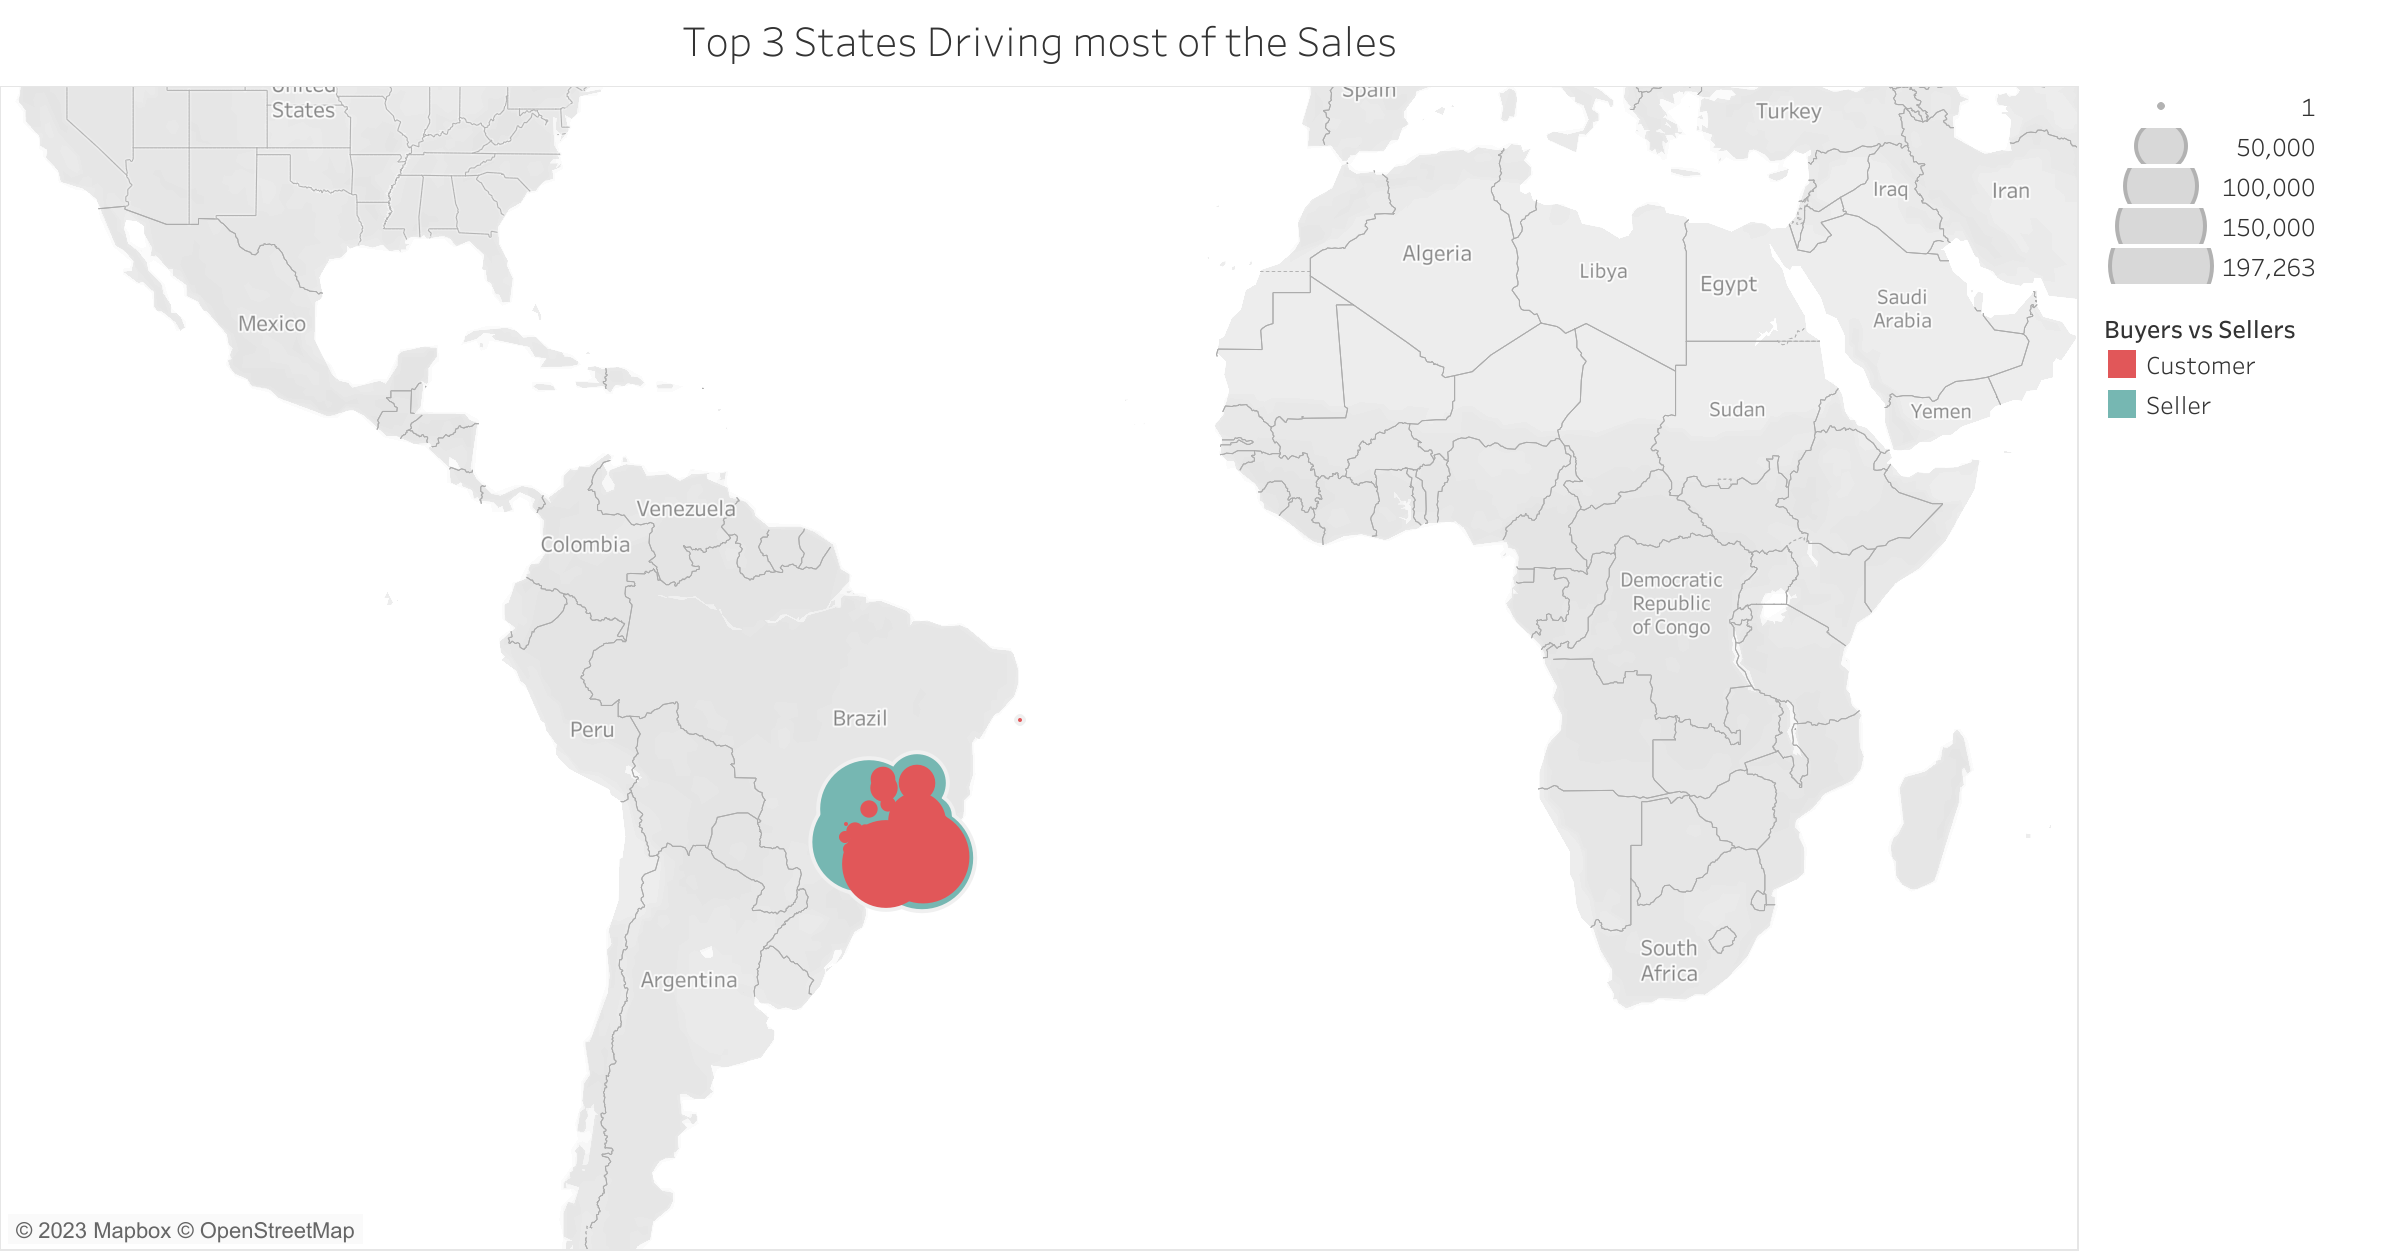 Top 3 States Driving most of the Sales
United
States
Spain
Turkey
Iraq
Iran
Algeria
Libya
Egypt
Saudi
Arabia
Mexico
Sudan
Yemen
Venezuela
Colombia
Democratic
Republic
of Congo
Brazil
Peru
South
Africa
Argentina
© 2023 Mapbox © OpenStreetMap
1
50,000
100,000
150,000
197,263
Buyers vs Sellers
Customer
Seller